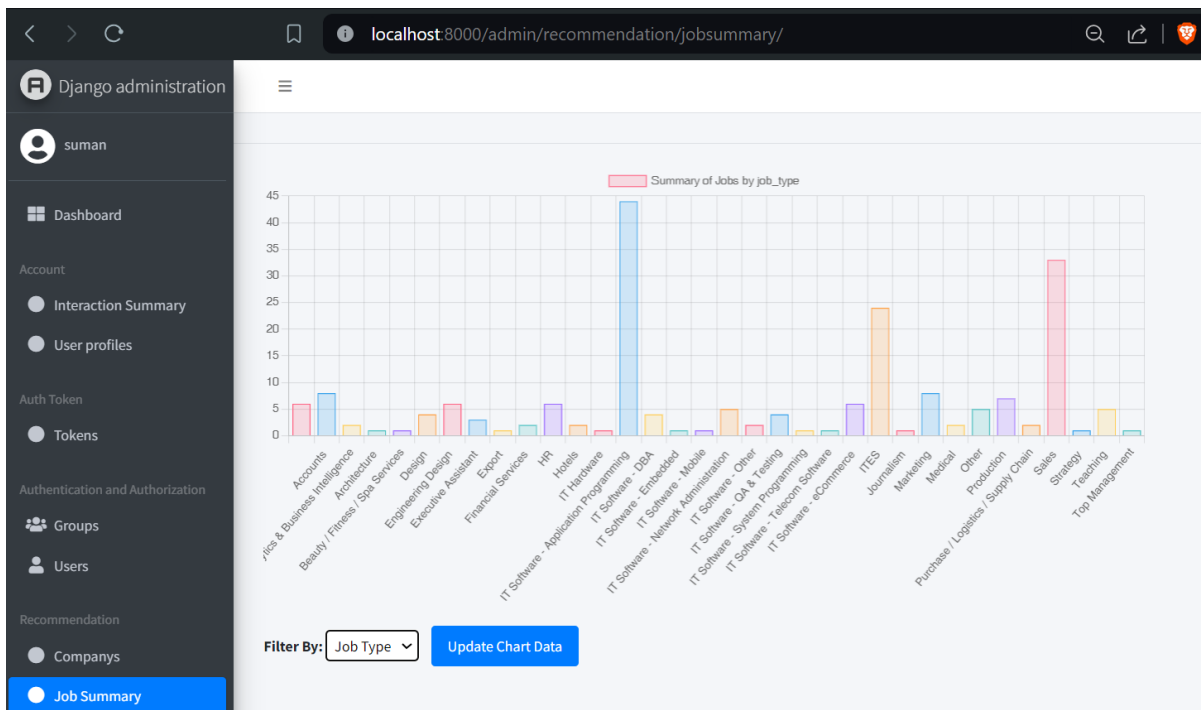 localhost:8000/admin/recommendation/jobsummary/
Django administration
suman
Dashboard
Account
Interaction Summary
User profiles
Auth Token
Tokens
Authentication and Authorization
Groups
Users
Recommendation
Companys
Job Summary
Summary of Jobs by job_type
45
40
35
30
25
20
15
10
5
0
Accounts
& Business Intelligence
Architecture
Beauty / Fitness / Spa Services
Design
Engineering Design
Executive Assistant
Export
Financial Services
HR
Hotels
IT Hardware
IT Software - Application Programming
IT Software - DBA
IT Software - Embedded
IT Software - Mobile
IT Software - Network Administration
IT Software - Other
IT Software - QA & Testing
IT Software - System Programming
IT Software - Telecom Software
IT Software - eCommerce
ITES
Journalism
Marketing
Medical
Other
Production
Purchase / Logistics / Supply Chain
Sales
Strategy
Teaching
Top Management
Filter By: Job Type
Update Chart Data